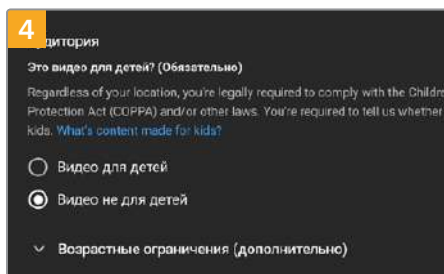 4
дитория
Это видео для детей? (Обязательно)
Regardless of your location, you're legally required to comply with the Childre
Protection Act (COPPA) and/or other laws. You're required to tell us whether
kids. What's content made for kids?
Видео для детей
Видео не для детей
Возрастные ограничения (дополнительно)